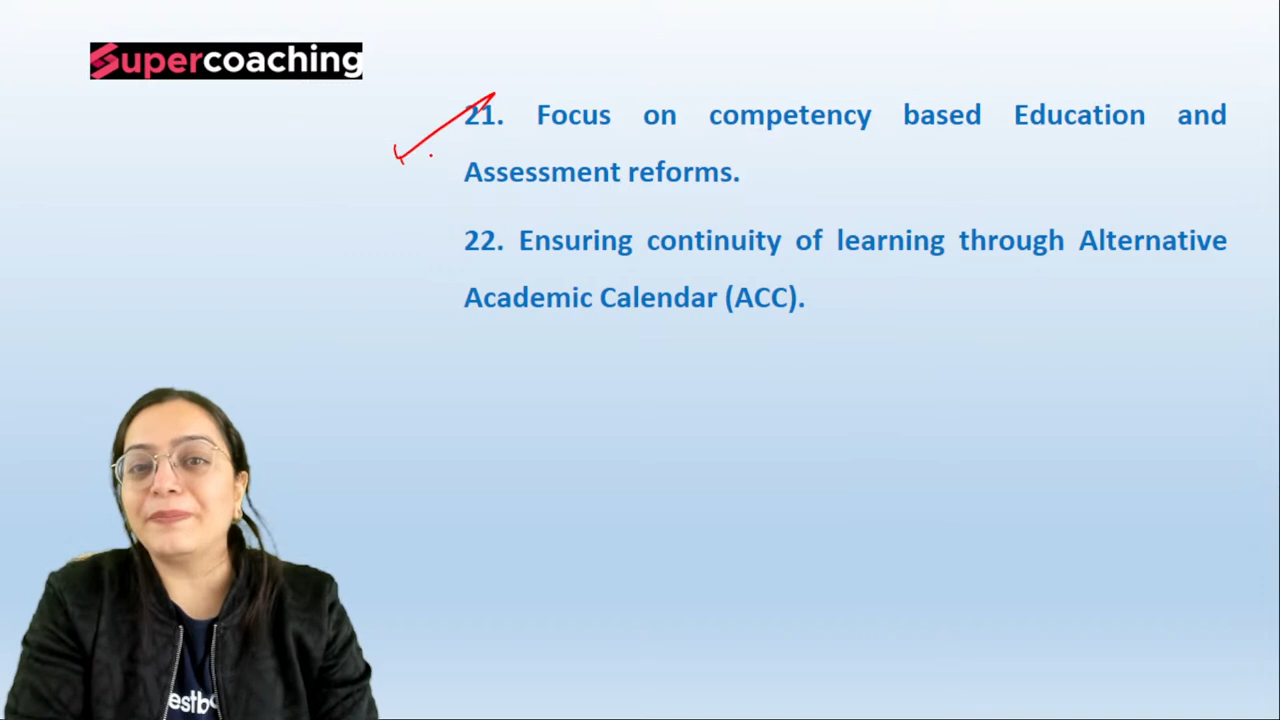 Supercoaching
21. Focus on competency based Education and
Assessment reforms.
22. Ensuring continuity of learning through Alternative
Academic Calendar (ACC).
estbo